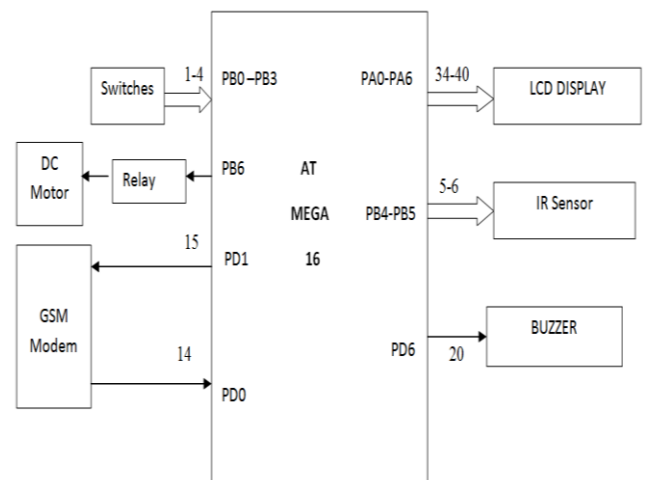 1-4
Switches
PB0–PB3
PA0-PA6
34-40
LCD DISPLAY
DC
Motor
Relay
PB6
AT
MEGA
16
5-6
PB4-PB5
IR Sensor
15
PD1
GSM
Modem
14
PD0
PD6
20
BUZZER